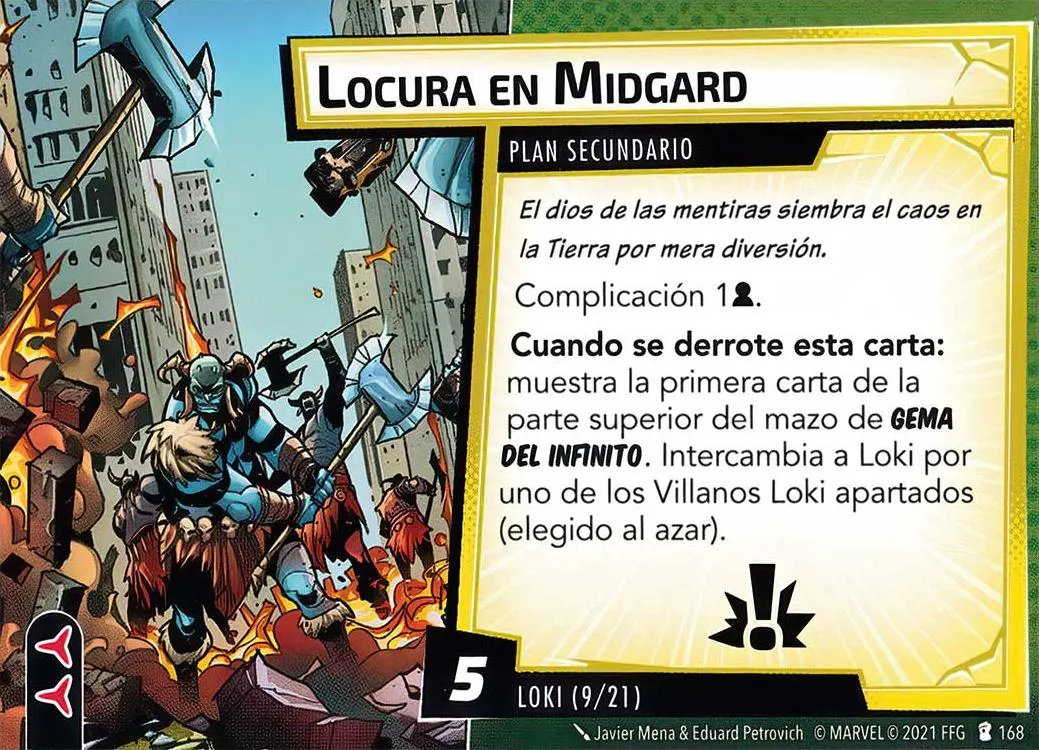 LOCURA EN MIDGARD
PLAN SECUNDARIO
El dios de las mentiras siembra el caos en
la Tierra por mera diversión.
Complicación 1.
Cuando se derrote esta carta:
muestra la primera carta de la
parte superior del mazo de GEMA
DEL INFINITO. Intercambia a Loki por
uno de los Villanos Loki apartados
(elegido al azar).
5
LOKI (9/21)
Javier Mena & Eduard Petrovich © MARVEL © 2021 FFG 168